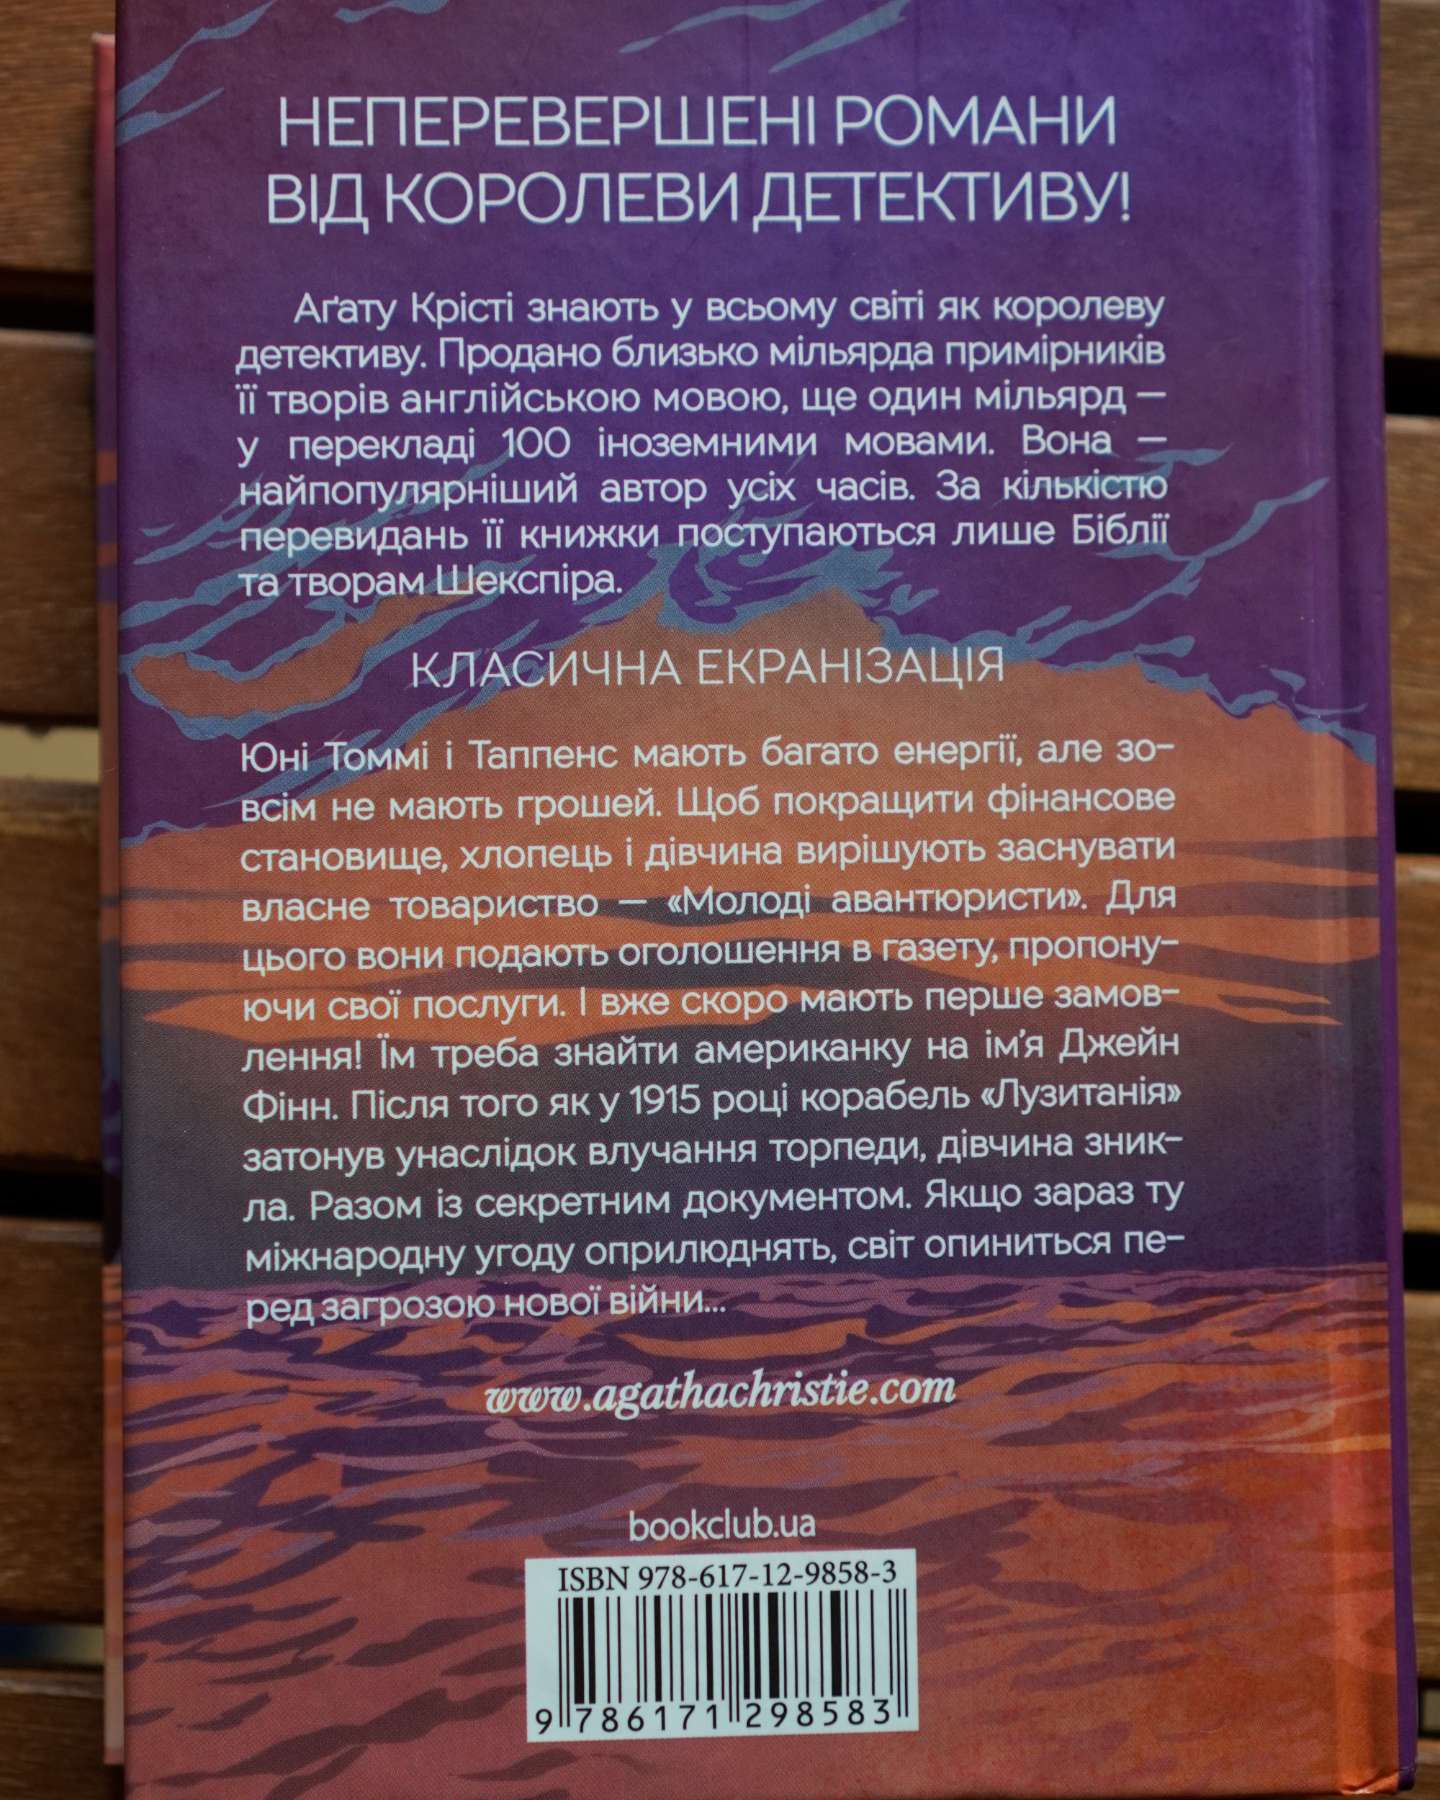 НЕПЕРЕВЕРШЕНІ РОМАНИ
ВІД КОРОЛЕВИ ДЕТЕКТИВУ!
Аґату Крісті знають у всьому світі як королеву
детективу. Продано близько мільярда примірників
її творів англійською мовою, ще один мільярд —
у перекладі 100 іноземними мовами. Вона —
найпопулярніший автор усіх часів. За кількістю
перевидань її книжки поступаються лише Біблії
та творам Шекспіра.
КЛАСИЧНА ЕКРАНІЗАЦІЯ
Юні Томмі і Таппенс мають багато енергії, але зо-
всім не мають грошей. Щоб покращити фінансове
становище, хлопець і дівчина вирішують заснувати
власне товариство — «Молоді авантюристи». Для
цього вони подають оголошення в газету, пропону-
ючи свої послуги. І вже скоро мають перше замов-
лення! Їм треба знайти американку на ім’я Джейн
Фінн. Після того як у 1915 році корабель «Лузитанія»
затонув унаслідок влучання торпеди, дівчина зник-
ла. Разом із секретним документом. Якщо зараз ту
міжнародну угоду оприлюднять, світ опиниться пе-
ред загрозою нової війни...
www.agathachristie.com
bookclub.ua
ISBN 978-617-12-9858-3
9 786171 298583